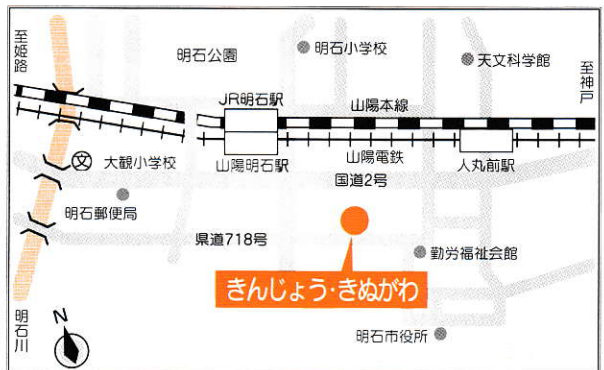 至姫路
明石公園
明石小学校
天文科学館
至神戸
JR明石駅
山陽本線
山陽明石駅
山陽電鉄
人丸前駅
文
大観小学校
国道2号
明石郵便局
県道718号
勤労福祉会館
きんじょう・きぬがわ
明石川
N
明石市役所